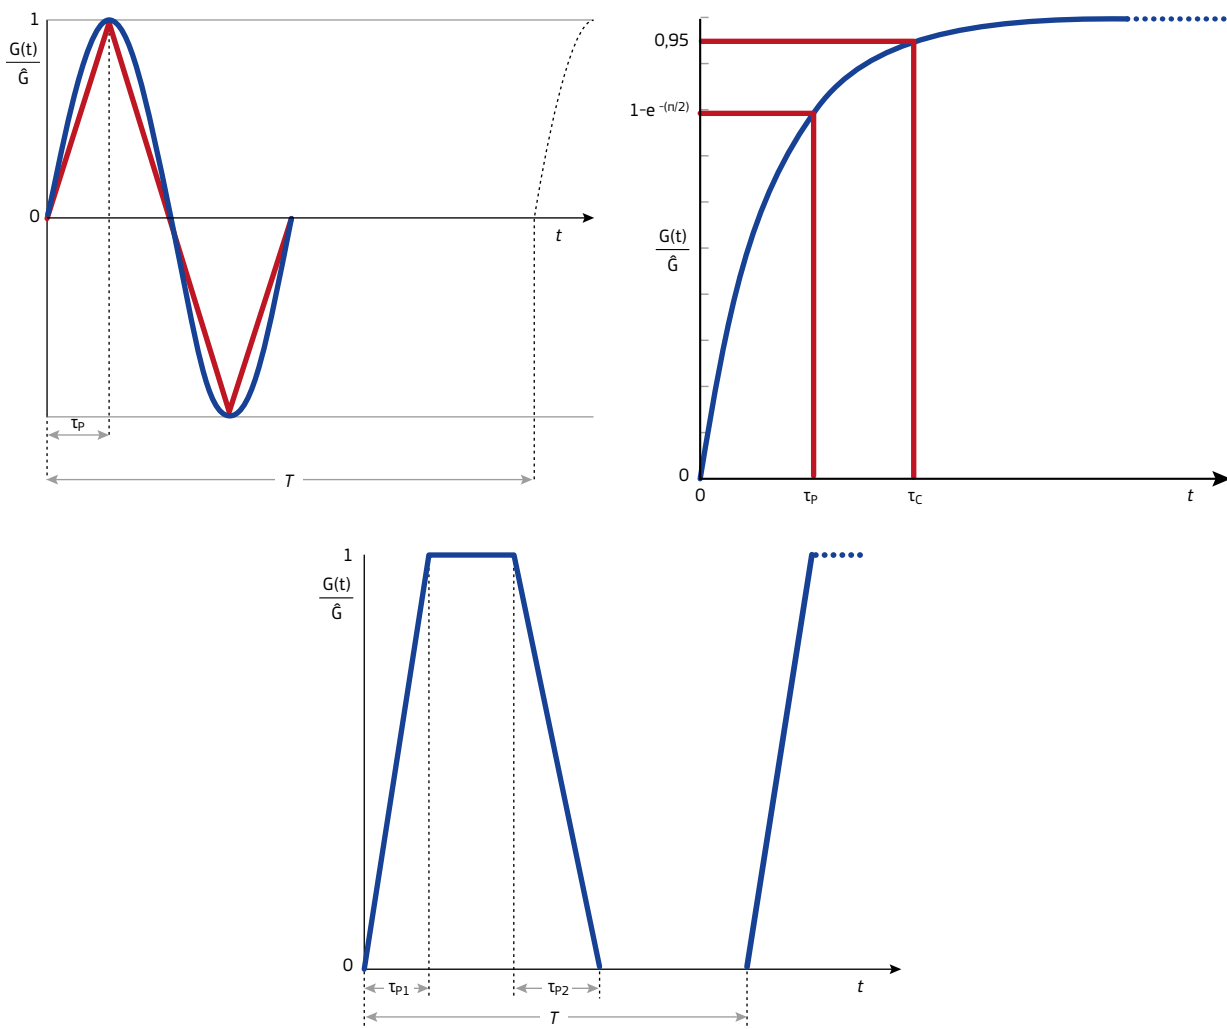 1
G(t)
Ĝ
0
t
τP
T
0,95
1-e -(n/2)
G(t)
Ĝ
0
0
τP
τC
t
1
G(t)
Ĝ
0
τP1
τP2
t
T